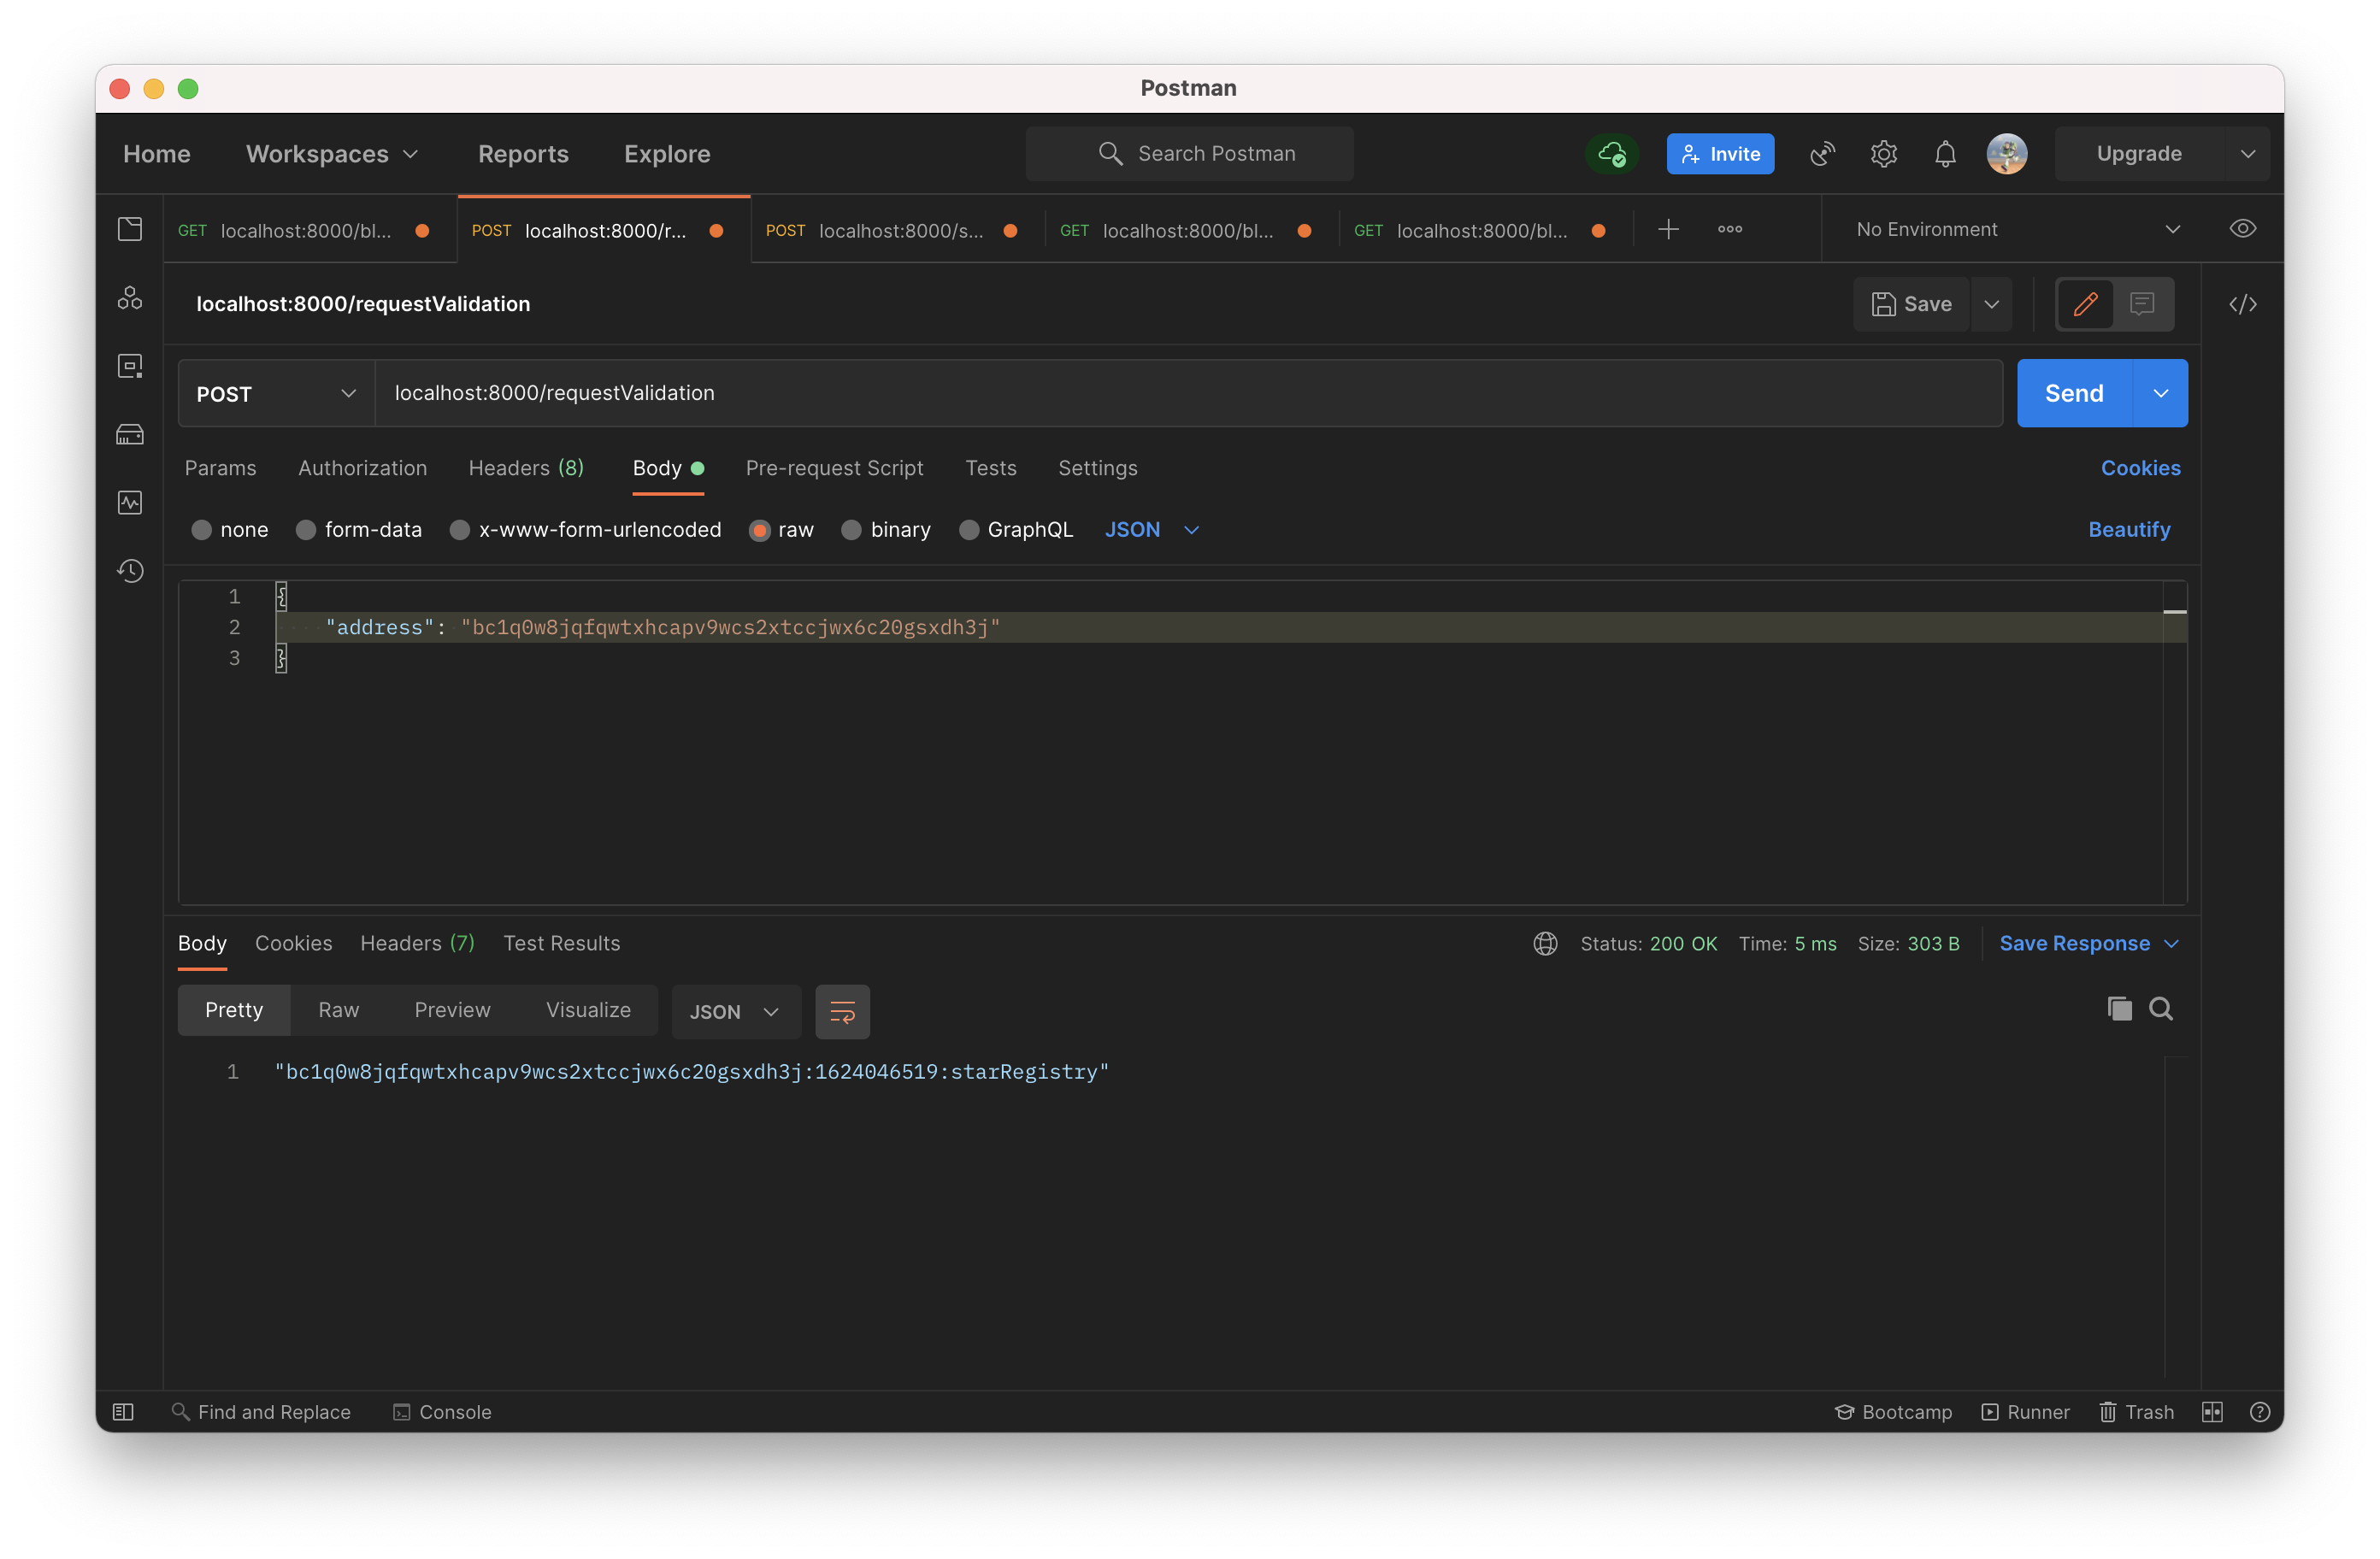 Postman
Home Workspaces Reports Explore Search Postman Invite Upgrade
GET localhost:8000/bl... POST localhost:8000/r... POST localhost:8000/s... GET localhost:8000/bl... GET localhost:8000/bl... No Environment
localhost:8000/requestValidation Save
POST localhost:8000/requestValidation Send
Params Authorization Headers (8) Body Pre-request Script Tests Settings Cookies
none form-data x-www-form-urlencoded raw binary GraphQL JSON Beautify
1 {
2 "address": "bc1q0w8jqfqwtxhcapv9wcs2xtccjwx6c20gsxdh3j"
3 }
Body Cookies Headers (7) Test Results Status: 200 OK Time: 5 ms Size: 303 B Save Response
Pretty Raw Preview Visualize JSON
1 "bc1q0w8jqfqwtxhcapv9wcs2xtccjwx6c20gsxdh3j:1624046519:starRegistry"
Find and Replace Console Bootcamp Runner Trash